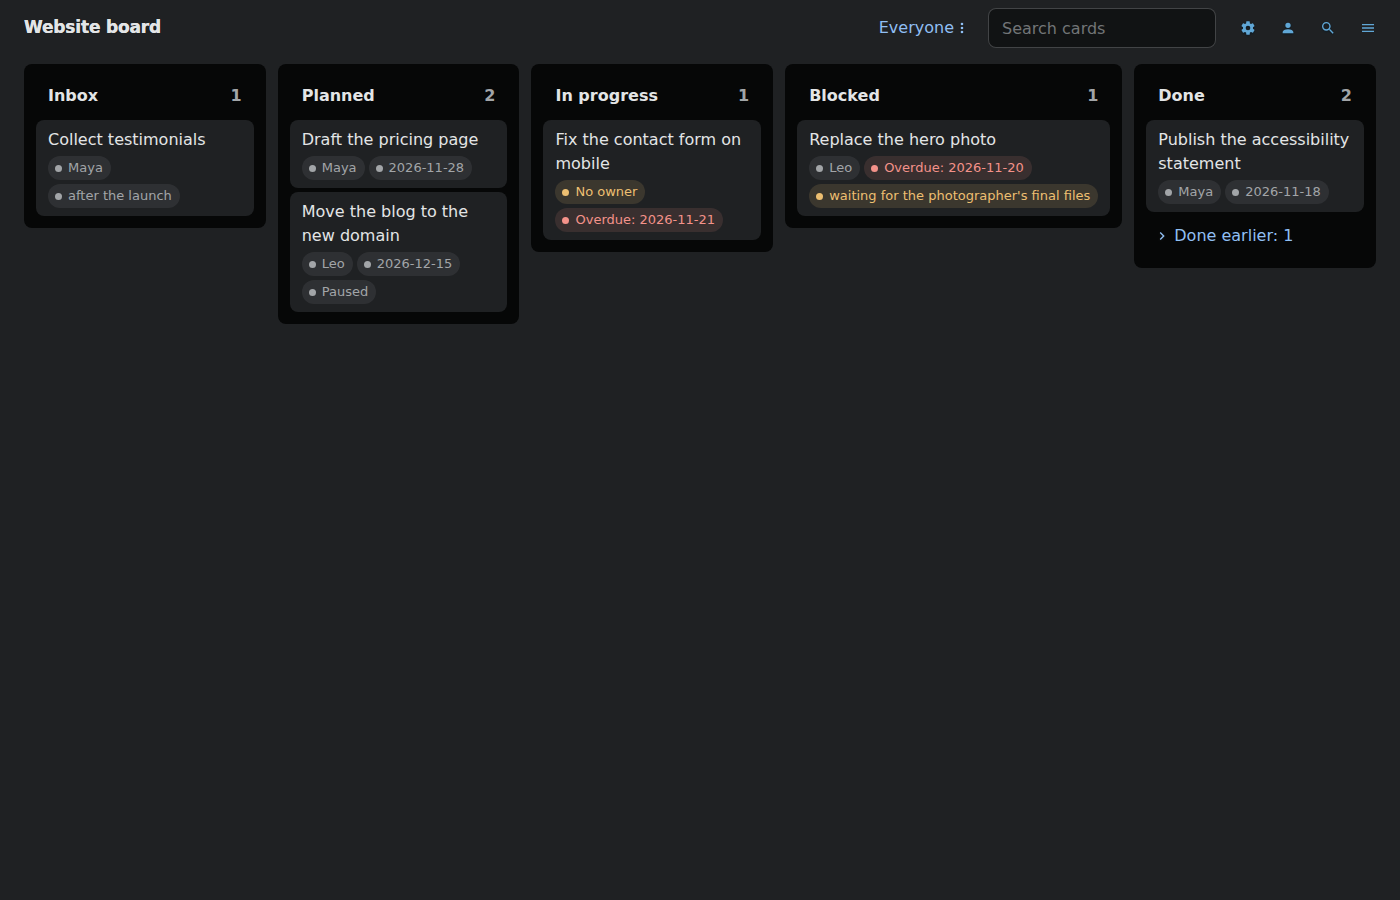 Website board
Everyone
Search cards
Inbox 1
Collect testimonials
Maya
after the launch
Planned 2
Draft the pricing page
Maya 2026-11-28
Move the blog to the
new domain
Leo 2026-12-15
Paused
In progress 1
Fix the contact form on
mobile
No owner
Overdue: 2026-11-21
Blocked 1
Replace the hero photo
Leo Overdue: 2026-11-20
waiting for the photographer's final files
Done 2
Publish the accessibility
statement
Maya 2026-11-18
Done earlier: 1